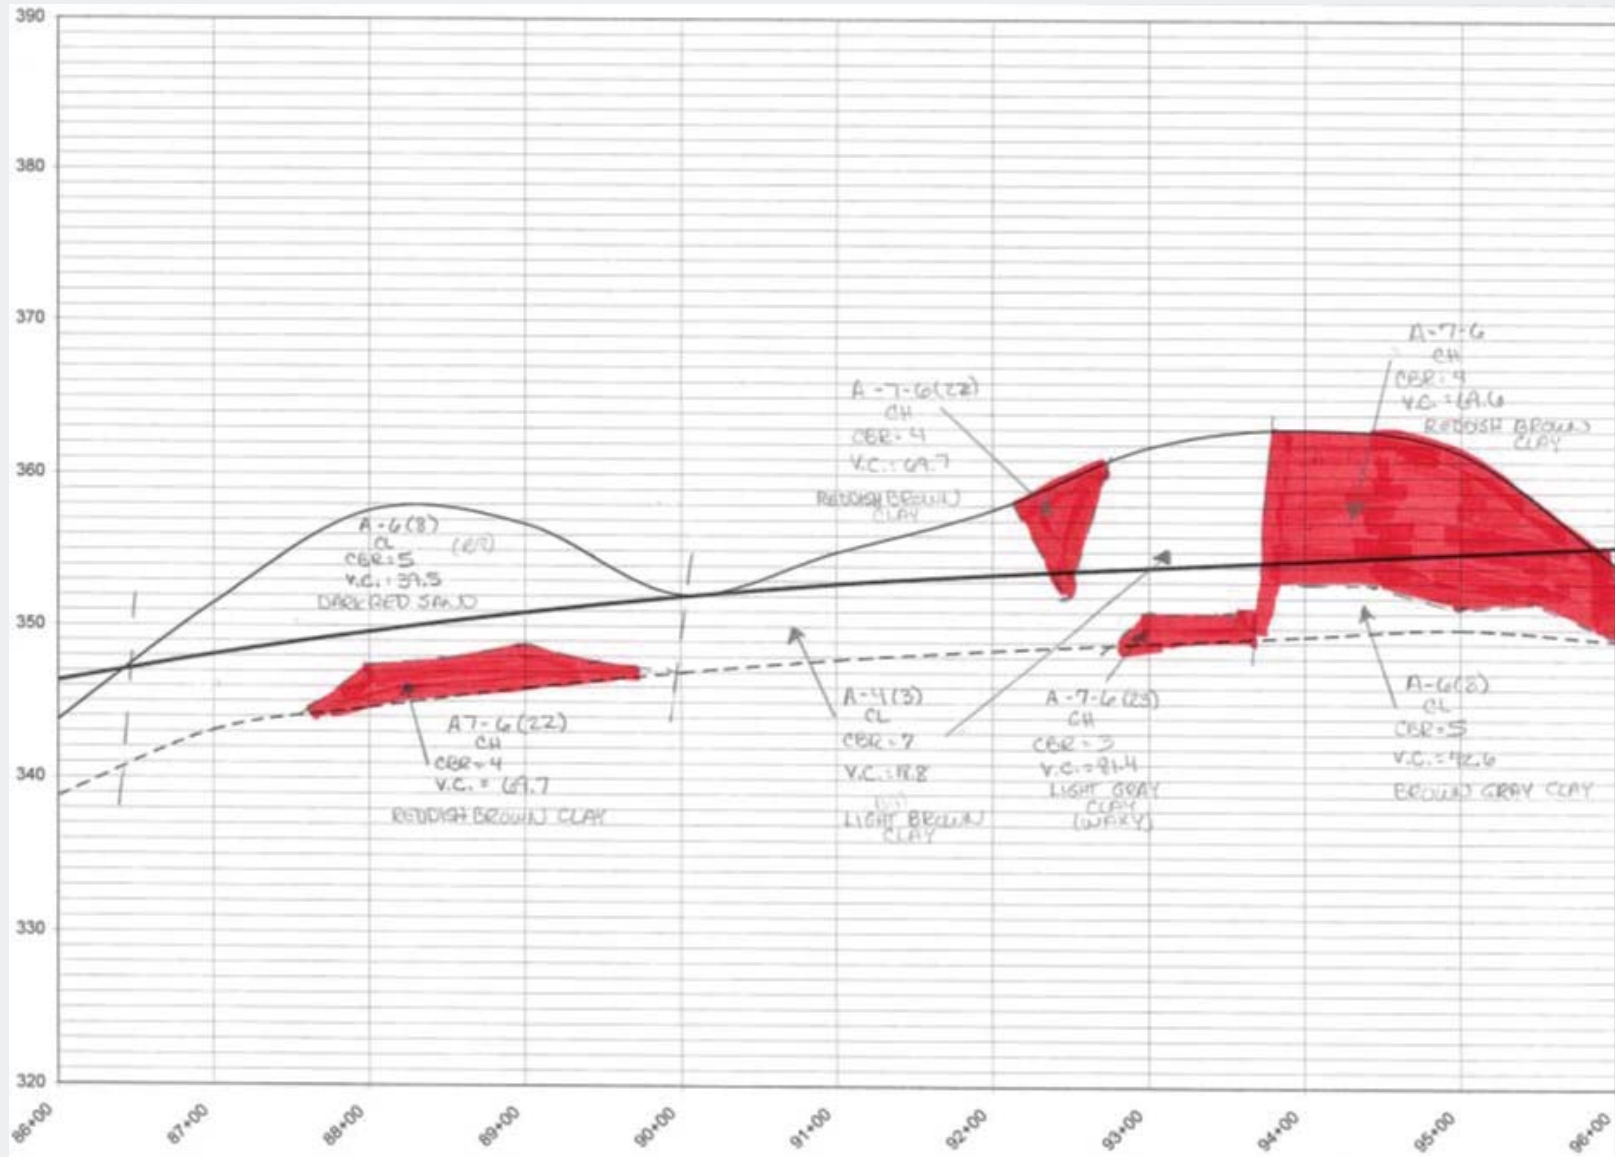 390
380
370
360
350
340
330
320
A-6(8)
CL
CBR=5
V.C.:39.5
DARK RED SAND
A7-6(22)
CH
CBR=4
V.C. = 69.7
REDDISH BROWN CLAY
A-7-6(22)
CH
CBR=4
V.C.:69.7
REDDISH BROWN
CLAY
A-4(3)
CL
CBR=7
LIGHT BROWN
CLAY
A-7-6(23)
CH
CBR=3
V.C.=81.4
LIGHT GRAY
CLAY
(WAXY)
A-7-6
CH
V.C.:69.6
REDDISH BROWN
CLAY
A-6(8)
CL
CBR=5
V.C.:42.6
BROWN GRAY CLAY
86+00
87+00
88+00
89+00
90+00
91+00
92+00
93+00
94+00
95+00
96+00